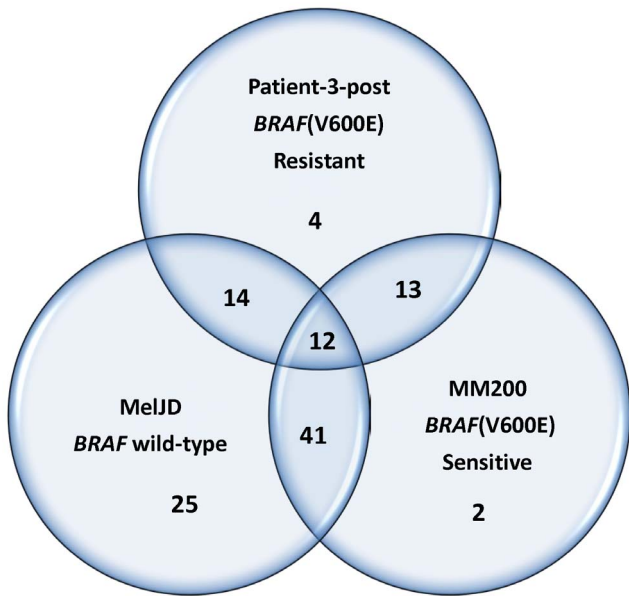 Patient-3-post
BRAF(V600E)
Resistant
4
14
13
12
MelJD
BRAF wild-type
25
41
MM200
BRAF(V600E)
Sensitive
2